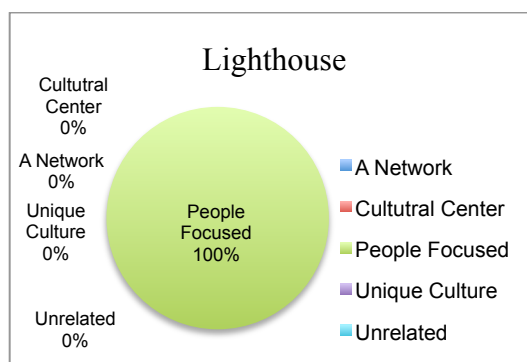 Lighthouse
Cultutral
Center
0%
A Network
0%
Unique
Culture
0%
Unrelated
0%
People
Focused
100%
A Network
Cultutral Center
People Focused
Unique Culture
Unrelated